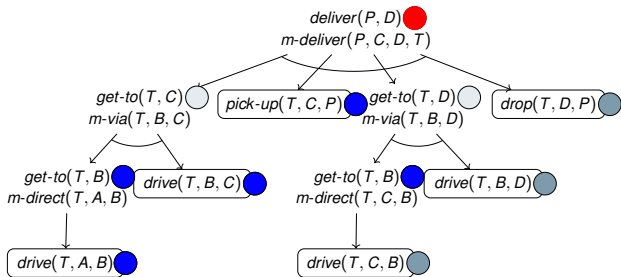 deliver(P, D)
m-deliver(P, C, D, T)
get-to(T, C)
m-via(T, B, C)
pick-up(T, C, P)
get-to(T, D)
m-via(T, B, D)
drop(T, D, P)
get-to(T, B)
m-direct(T, A, B)
drive(T, B, C)
get-to(T, B)
m-direct(T, C, B)
drive(T, B, D)
drive(T, A, B)
drive(T, C, B)